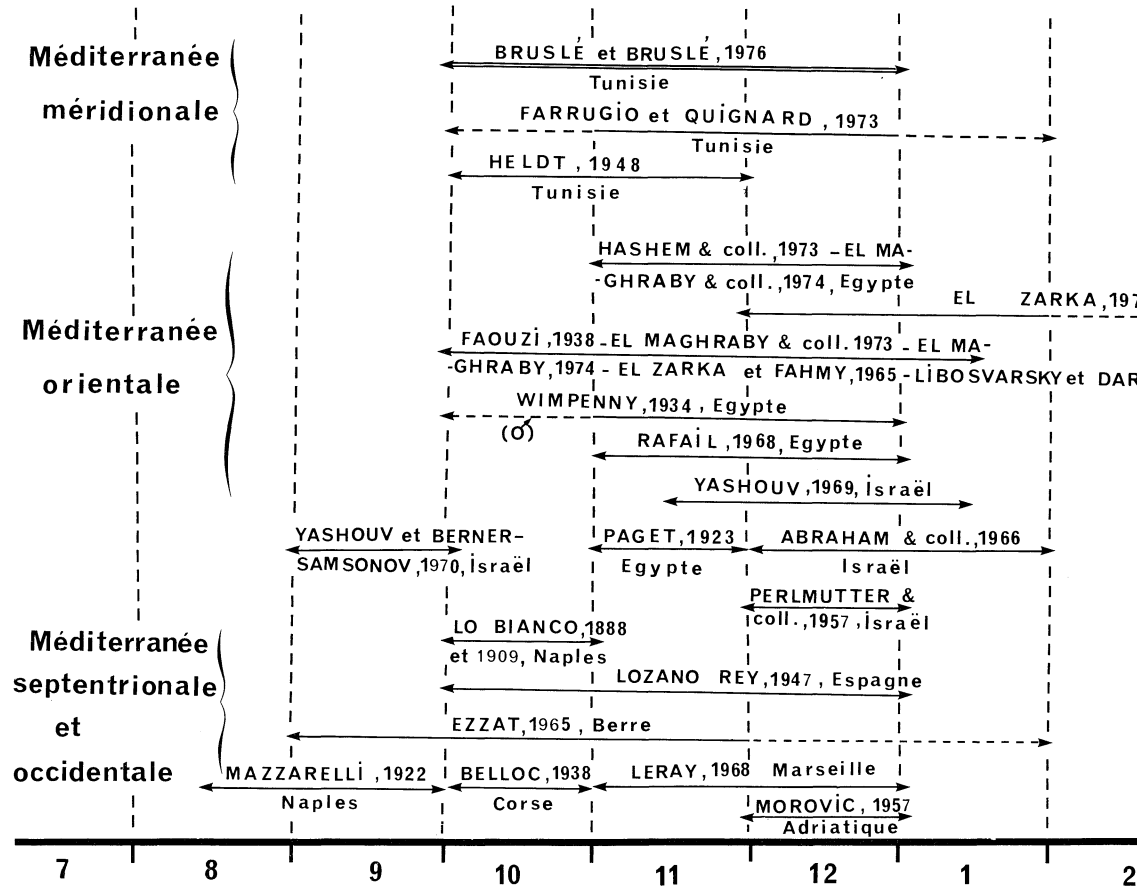 Méditerranée
méridionale
BRUSLÉ et BRUSLÉ, 1976
Tunisie
FARRUGiO et QUiGNARD, 1973
Tunisie
HELDT, 1948
Tunisie
Méditerranée
orientale
HASHEM & coll., 1973 - EL MA-
-GHRABY & coll., 1974, Egypte
EL ZARKA, 197
FAOUZi, 1938 - EL MAGHRABY & coll. 1973 - EL MA-
-GHRABY, 1974 - EL ZARKA et FAHMY, 1965 - LiBOSVARSKY et DAR
WIMPENNY, 1934, Egypte
(♂)
RAFAiL, 1968, Egypte
YASHOUV, 1969, israël
YASHOUV et BERNER-
SAMSONOV, 1970, israël
PAGET, 1923
Egypte
ABRAHAM & coll., 1966
Israël
PERLMUTTER &
coll., 1957, israël
Méditerranée
septentrionale
et
occidentale
LO BIANCO, 1888
et 1909, Naples
LOZANO REY, 1947, Espagne
EZZAT, 1965, Berre
MAZZARELLi, 1922
Naples
BELLOC, 1938
Corse
LERAY, 1968 Marseille
MOROViC, 1957
Adriatique
7 8 9 10 11 12 1 2